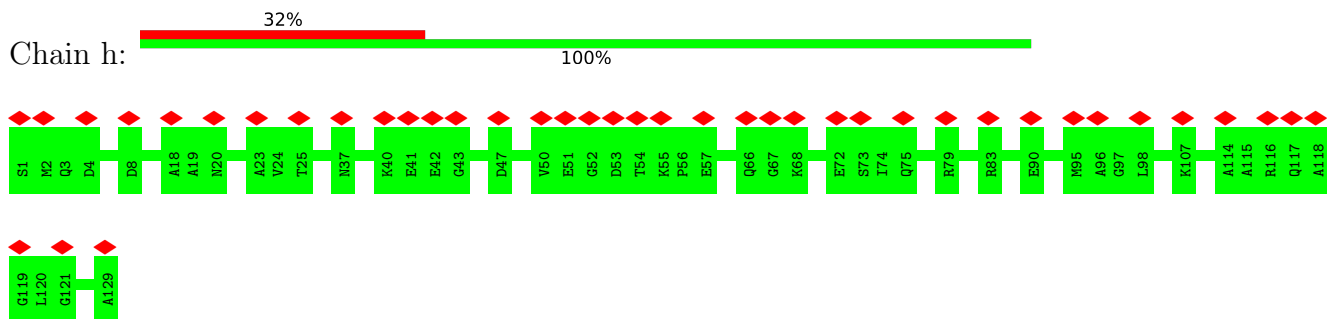 32%
Chain h:
100%
S1 M2 Q3 D4 D8 A18 A19 N20 A23 V24 T25 N37 K40 E41 E42 G43 D47 V50 E51 G52 D53 T54 K55 P56 E57 Q66 G67 K68 E72 S73 I74 Q75 R79 R83 E90 M95 A96 G97 L98 K107 A114 A115 R116 Q117 A118
G119 L120 G121 A129